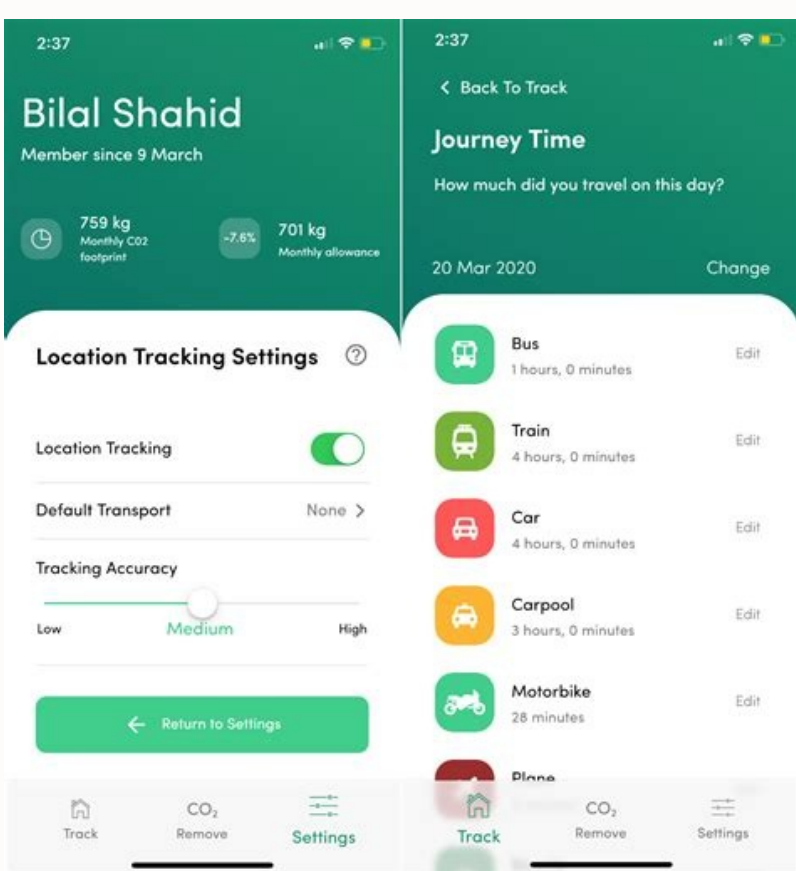 2:37
Bilal Shahid
Member since 9 March
759 kg
Monthly C02
footprint
-7.6%
701 kg
Monthly allowance
Location Tracking Settings
Location Tracking
Default Transport None
Tracking Accuracy
Low Medium High
Return to Settings
Track
CO₂
Remove
Settings
2:37
Back To Track
Journey Time
How much did you travel on this day?
20 Mar 2020 Change
Bus
1 hours, 0 minutes
Edit
Train
4 hours, 0 minutes
Edit
Car
4 hours, 0 minutes
Edit
Carpool
3 hours, 0 minutes
Edit
Motorbike
28 minutes
Edit
Plane
Track
CO₂
Remove
Settings